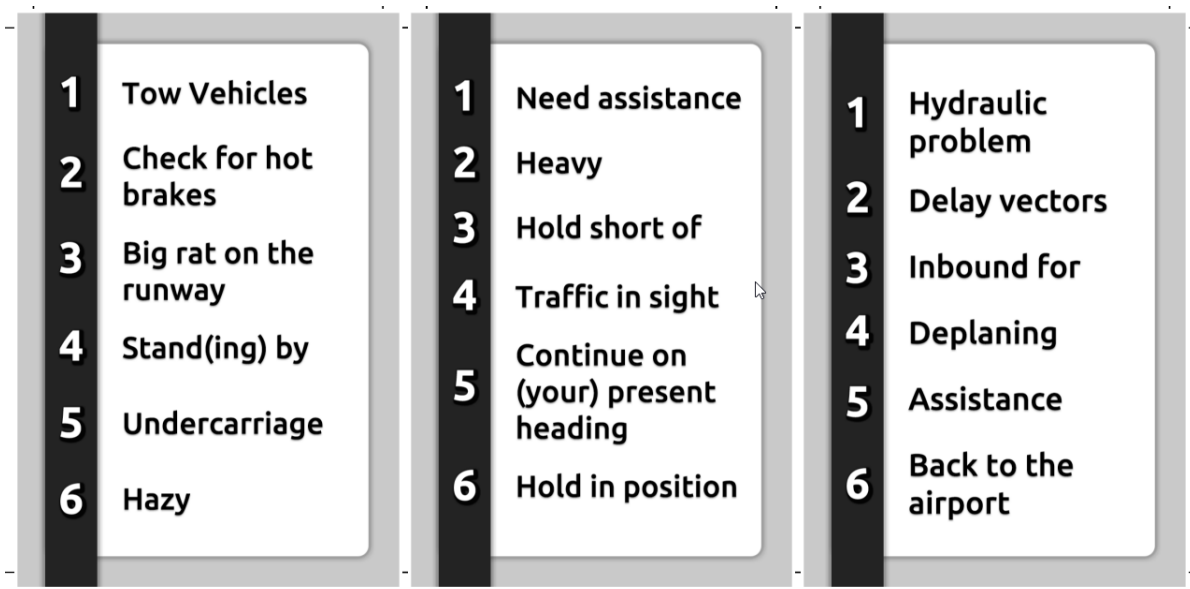 1 Tow Vehicles
2 Check for hot
brakes
3 Big rat on the
runway
4 Stand(ing) by
5 Undercarriage
6 Hazy
1 Need assistance
2 Heavy
3 Hold short of
4 Traffic in sight
5 Continue on
(your) present
heading
6 Hold in position
1 Hydraulic
problem
2 Delay vectors
3 Inbound for
4 Deplaning
5 Assistance
6 Back to the
airport